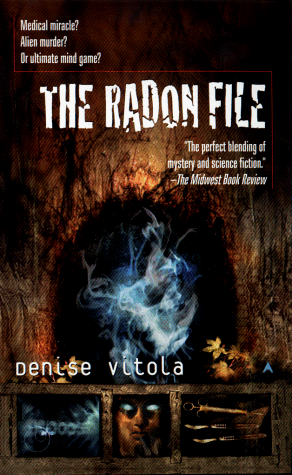 Medical miracle?
Alien murder?
Or ultimate mind game?
THE RADON FILE
"The perfect blending of
mystery and science fiction."
—The Midwest Book Review
Denise Vitola